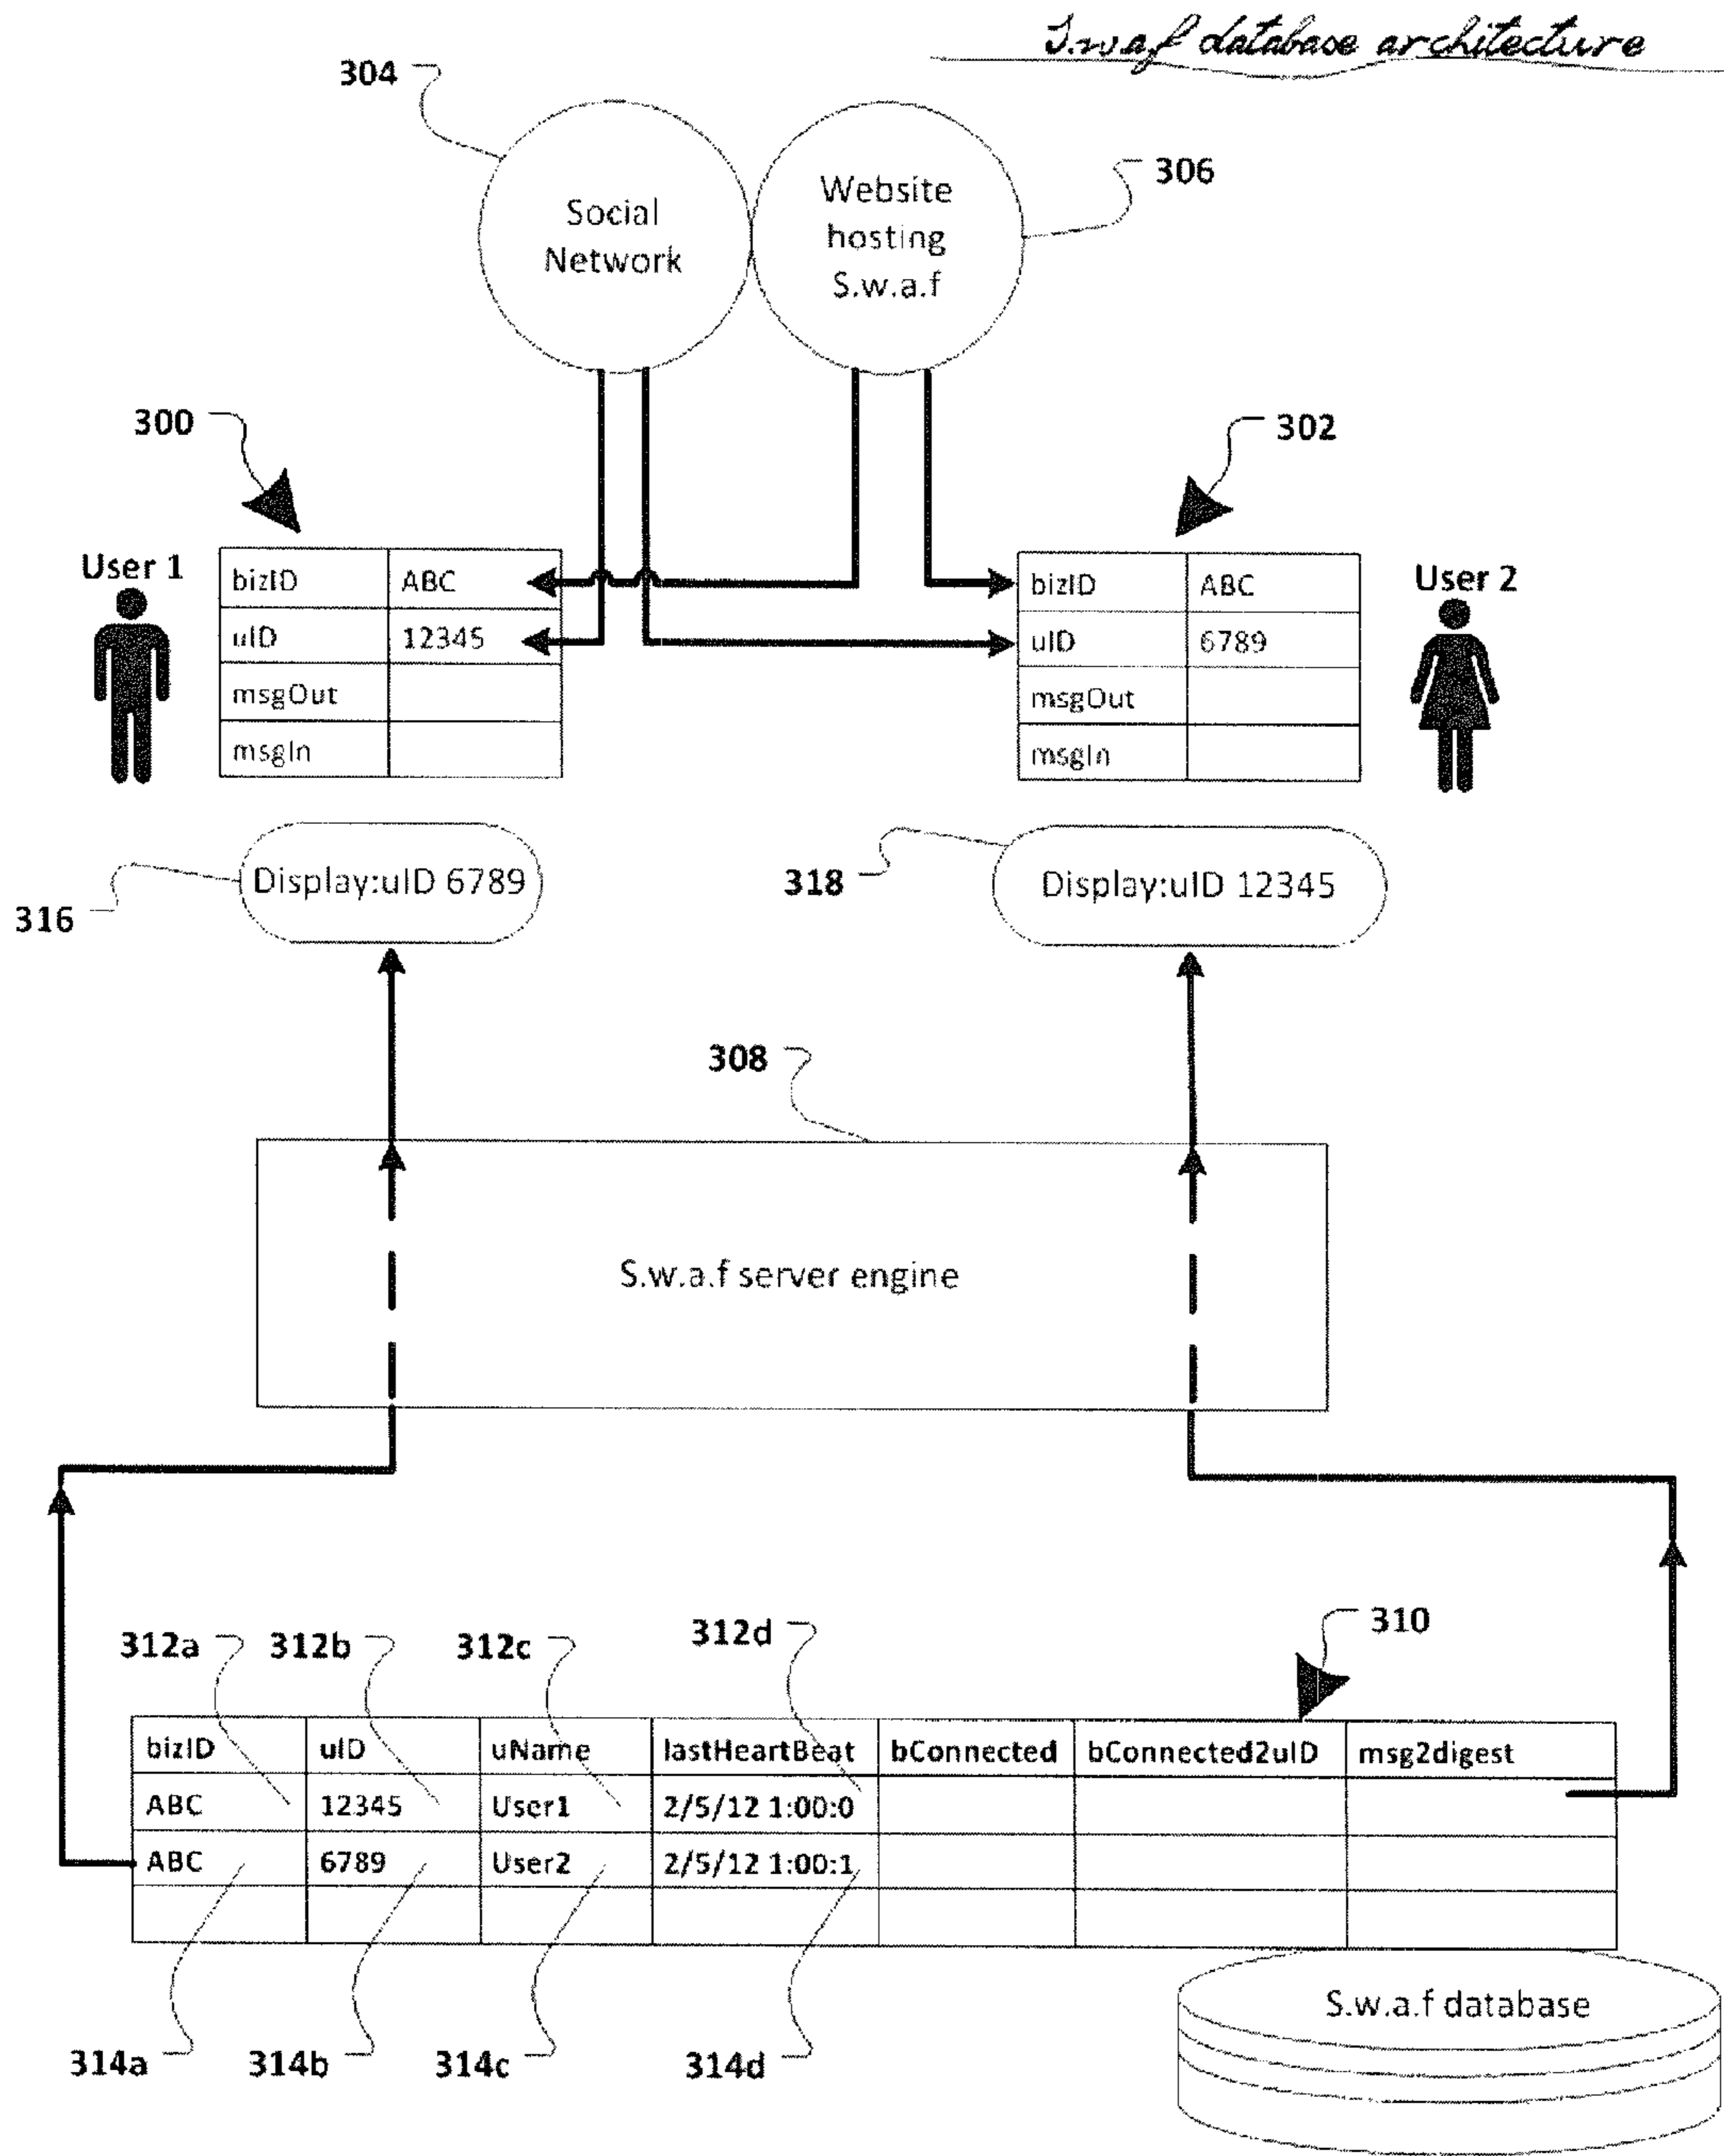 S.w.a.f database architecture
304
306
Social
Network
Website
hosting
S.w.a.f
300
302
User 1
bizID ABC
uID 12345
msgOut
msgIn
bizID ABC
uID 6789
msgOut
msgIn
User 2
Display:uID 6789
316
318
Display:uID 12345
308
S.w.a.f server engine
310
312a 312b 312c 312d
bizID uID uName lastHeartBeat bConnected bConnected2uID msg2digest
ABC 12345 User1 2/5/12 1:00:0
ABC 6789 User2 2/5/12 1:00:1
314a 314b 314c 314d
S.w.a.f database